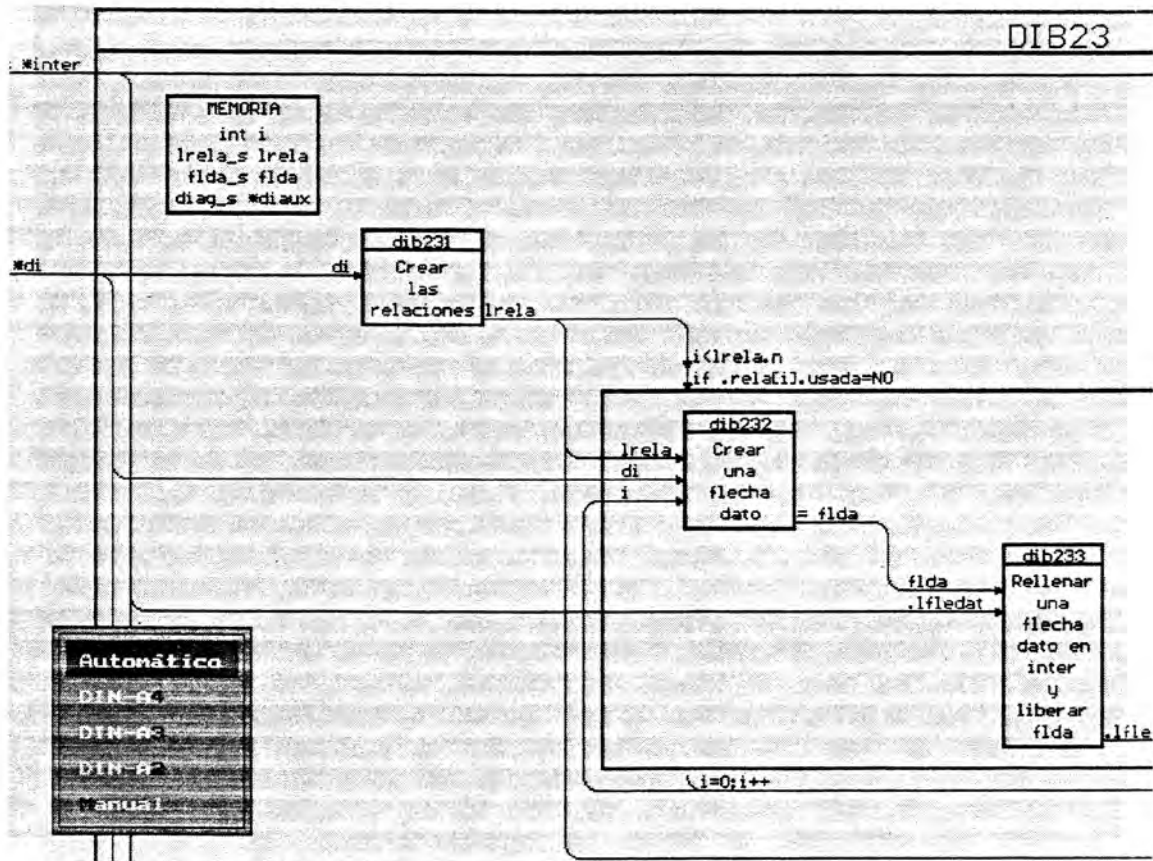 DIB23
*inter
MEMORIA
int i
lrela_s lrela
flda_s flda
diag_s *diaux
*di
di
dib231
Crear
las
relaciones
lrela
i<lrela.n
if .rela[i].usada=NO
dib232
Crear
una
flecha
dato
lrela
di
i
= flda
dib233
Rellenar
una
flecha
dato en
inter
y
liberar
flda
flda
.lfledat
.lfle
i=0;i++
Automático
DIN-A4
DIN-A3
DIN-A2
Manual